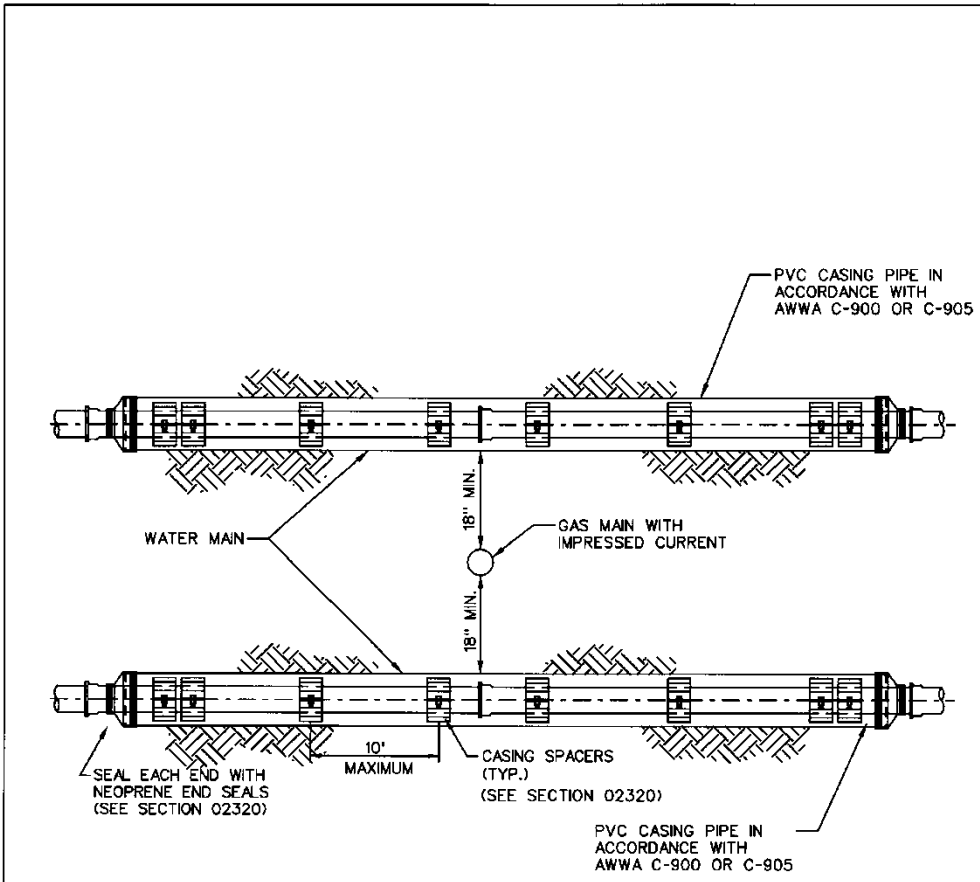 PVC CASING PIPE IN
ACCORDANCE WITH
AWWA C-900 OR C-905
18" MIN.
WATER MAIN
GAS MAIN WITH
IMPRESSED CURRENT
18" MIN.
10'
MAXIMUM
CASING SPACERS
(TYP.)
(SEE SECTION 02320)
SEAL EACH END WITH
NEOPRENE END SEALS
(SEE SECTION 02320)
PVC CASING PIPE IN
ACCORDANCE WITH
AWWA C-900 OR C-905